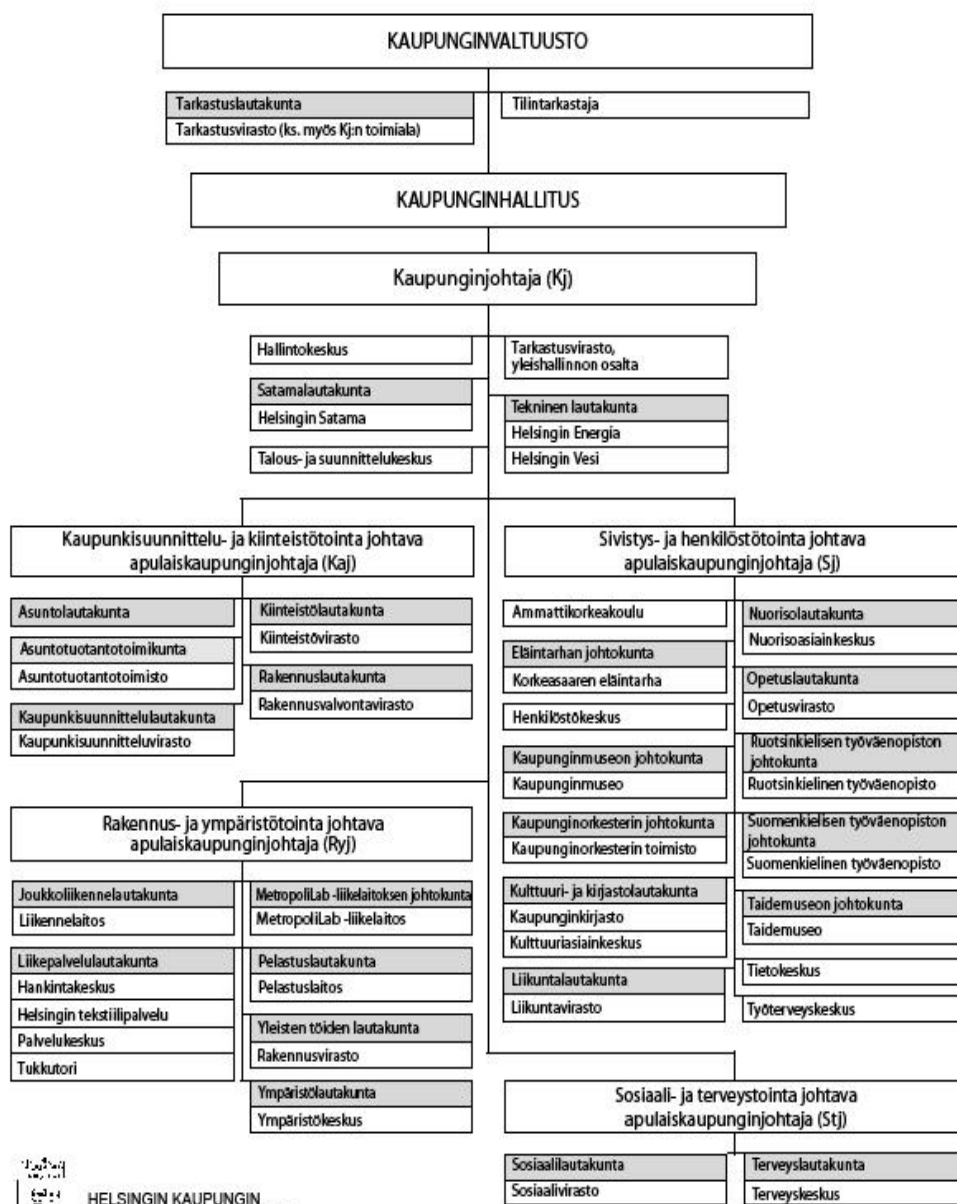 KAUPUNGINVALTUUSTO
Tarkastuslautakunta
Tarkastusvirasto (ks. myös Kj:n toimiala)
Tilintarkastaja
KAUPUNGINHALLITUS
Kaupunginjohtaja (Kj)
Hallintokeskus
Satamalautakunta
Helsingin Satama
Talous- ja suunnittelukeskus
Tarkastusvirasto,
yleishallinnon osalta
Tekninen lautakunta
Helsingin Energia
Helsingin Vesi
Kaupunkisuunnittelu- ja kiinteistötointa johtava
apulaiskaupunginjohtaja (Kaj)
Asuntolautakunta
Asuntotuotantotoimikunta
Asuntotuotantotoimisto
Kaupunkisuunnittelulautakunta
Kaupunkisuunnitteluvirasto
Kiinteistölautakunta
Kiinteistövirasto
Rakennuslautakunta
Rakennusvalvontavirasto
Rakennus- ja ympäristötointa johtava
apulaiskaupunginjohtaja (Ryj)
Joukkoliikennelautakunta
Liikennelaitos
Liikepalvelulautakunta
Hankintakeskus
Helsingin tekstiilipalvelu
Palvelukeskus
Tukkutori
MetropoliLab -liikelaitoksen johtokunta
MetropoliLab -liikelaitos
Pelastuslautakunta
Pelastuslaitos
Yleisten töiden lautakunta
Rakennusvirasto
Ympäristölautakunta
Ympäristökeskus
Sivistys- ja henkilöstötointa johtava
apulaiskaupunginjohtaja (Sj)
Ammattikorkeakoulu
Eläintarhan johtokunta
Korkeasaaren eläintarha
Henkilöstökeskus
Kaupunginmuseon johtokunta
Kaupunginmuseo
Kaupunginorkesterin johtokunta
Kaupunginorkesterin toimisto
Kulttuuri- ja kirjastolautakunta
Kaupunginkirjasto
Kulttuuriasiainkeskus
Liikuntalautakunta
Liikuntavirasto
Nuorisolautakunta
Nuorisoasiainkeskus
Opetuslautakunta
Opetusvirasto
Ruotsinkielisen työväenopiston
johtokunta
Ruotsinkielinen työväenopisto
Suomenkielisen työväenopiston
johtokunta
Suomenkielinen työväenopisto
Taidemuseon johtokunta
Taidemuseo
Tietokeskus
Työterveyskeskus
Sosiaali- ja terveystointa johtava
apulaiskaupunginjohtaja (Stj)
Sosiaalilautakunta
Sosiaalivirasto
Terveyslautakunta
Terveyskeskus
HELSINGIN KAUPUNGIN